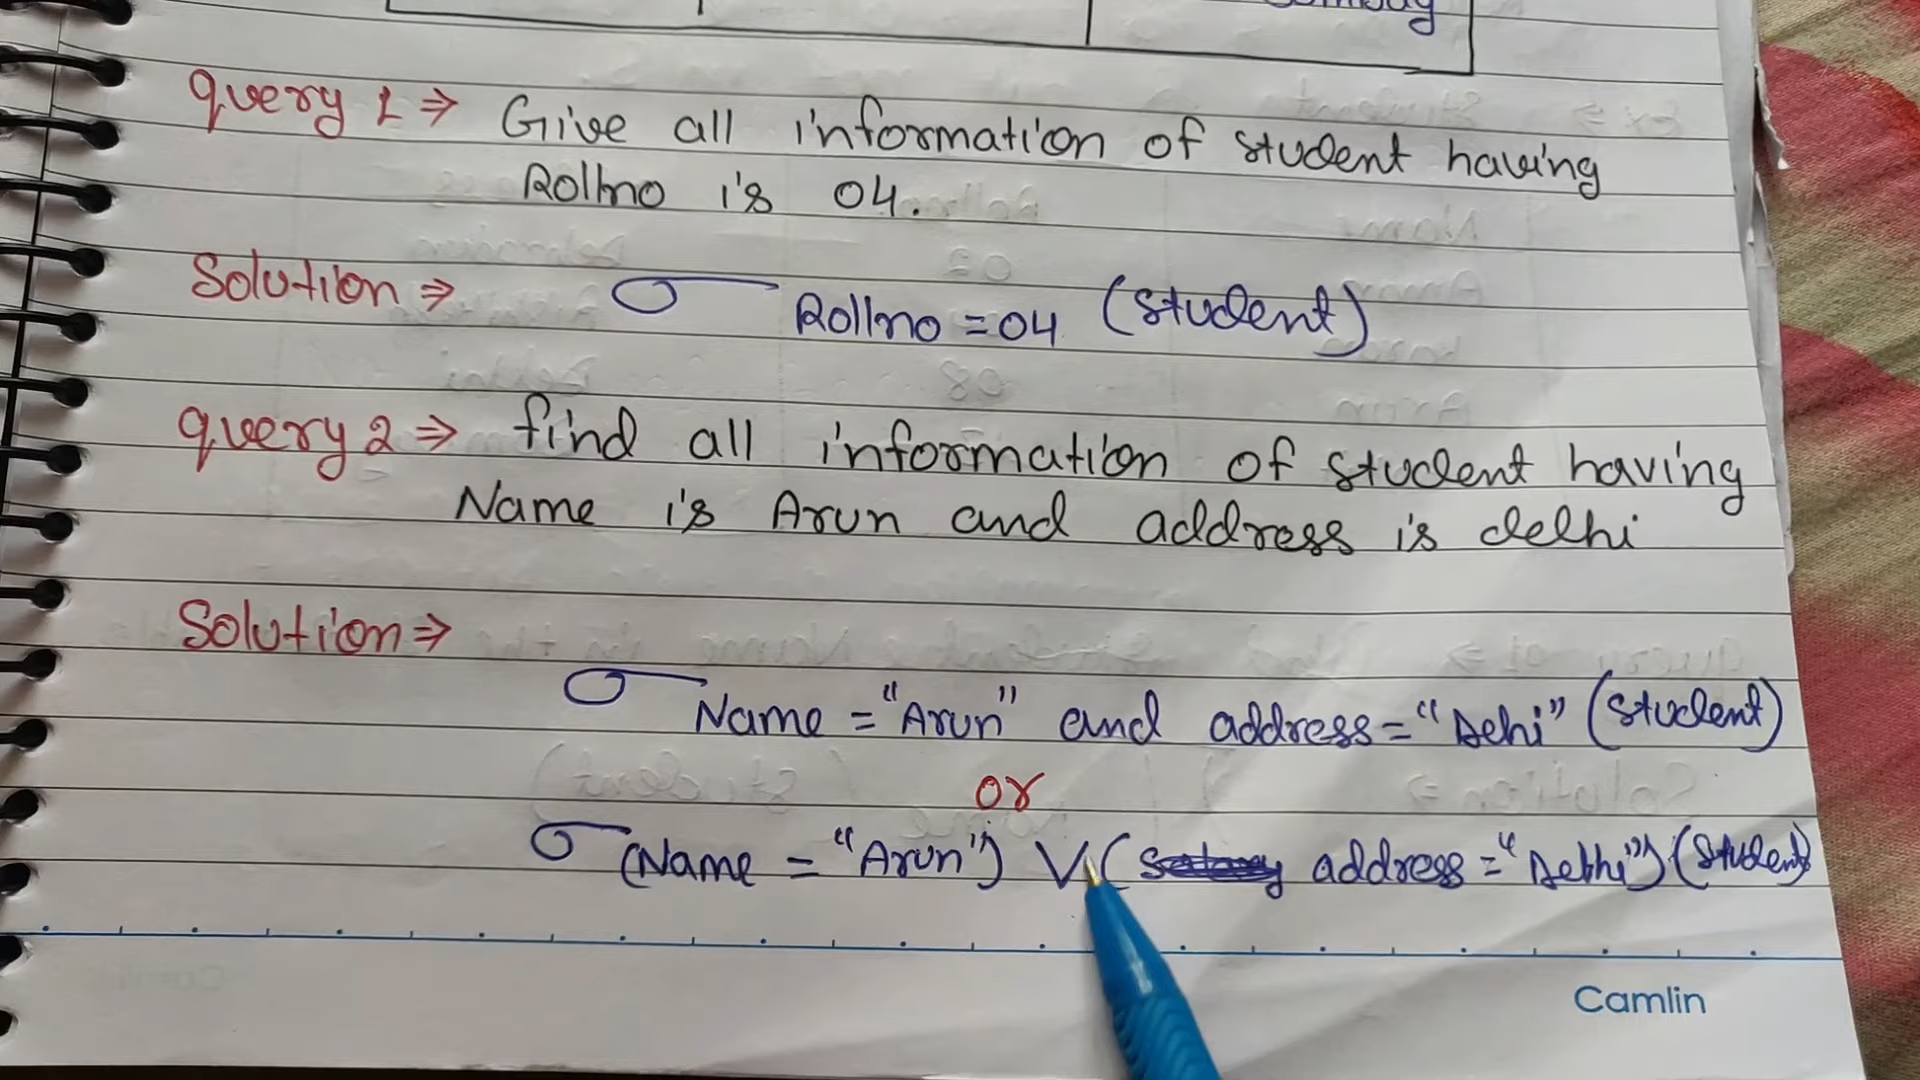 query 1 ⇒ Give all information of student having
Rollno is 04.
Solution ⇒ σ Rollno = 04 (Student)
query 2 ⇒ find all information of student having
Name is Arun and address is delhi
Solution ⇒
σ Name = "Arun" and address = "Dehi" (Student)
or
σ (Name = "Arun") V ( address = "Delhi") (Student)
Camlin